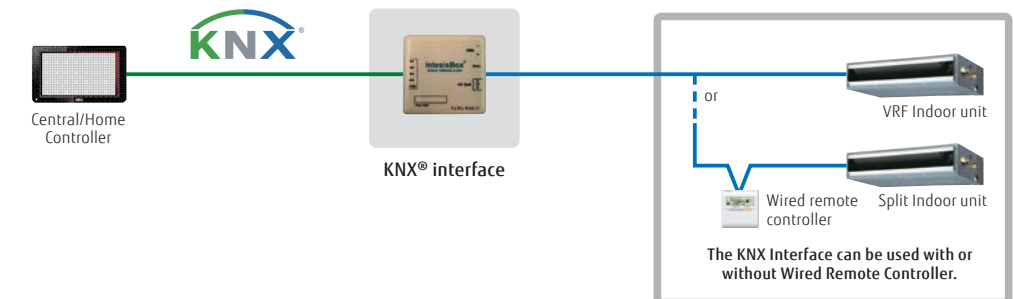 KNX®
IntesisBox®
Central/Home
Controller
KNX® interface
or
VRF Indoor unit
Wired remote
controller
Split Indoor unit
The KNX Interface can be used with or
without Wired Remote Controller.